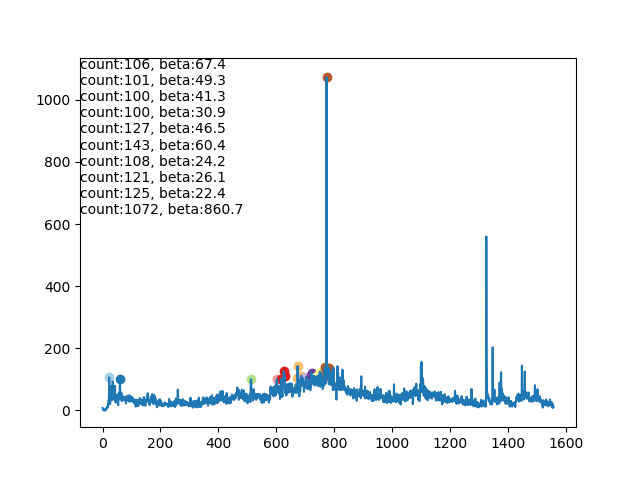 count:106, beta:67.4
count:101, beta:49.3
count:100, beta:41.3
count:100, beta:30.9
count:127, beta:46.5
count:143, beta:60.4
count:108, beta:24.2
count:121, beta:26.1
count:125, beta:22.4
count:1072, beta:860.7
1000
800
600
400
200
0
0 200 400 600 800 1000 1200 1400 1600